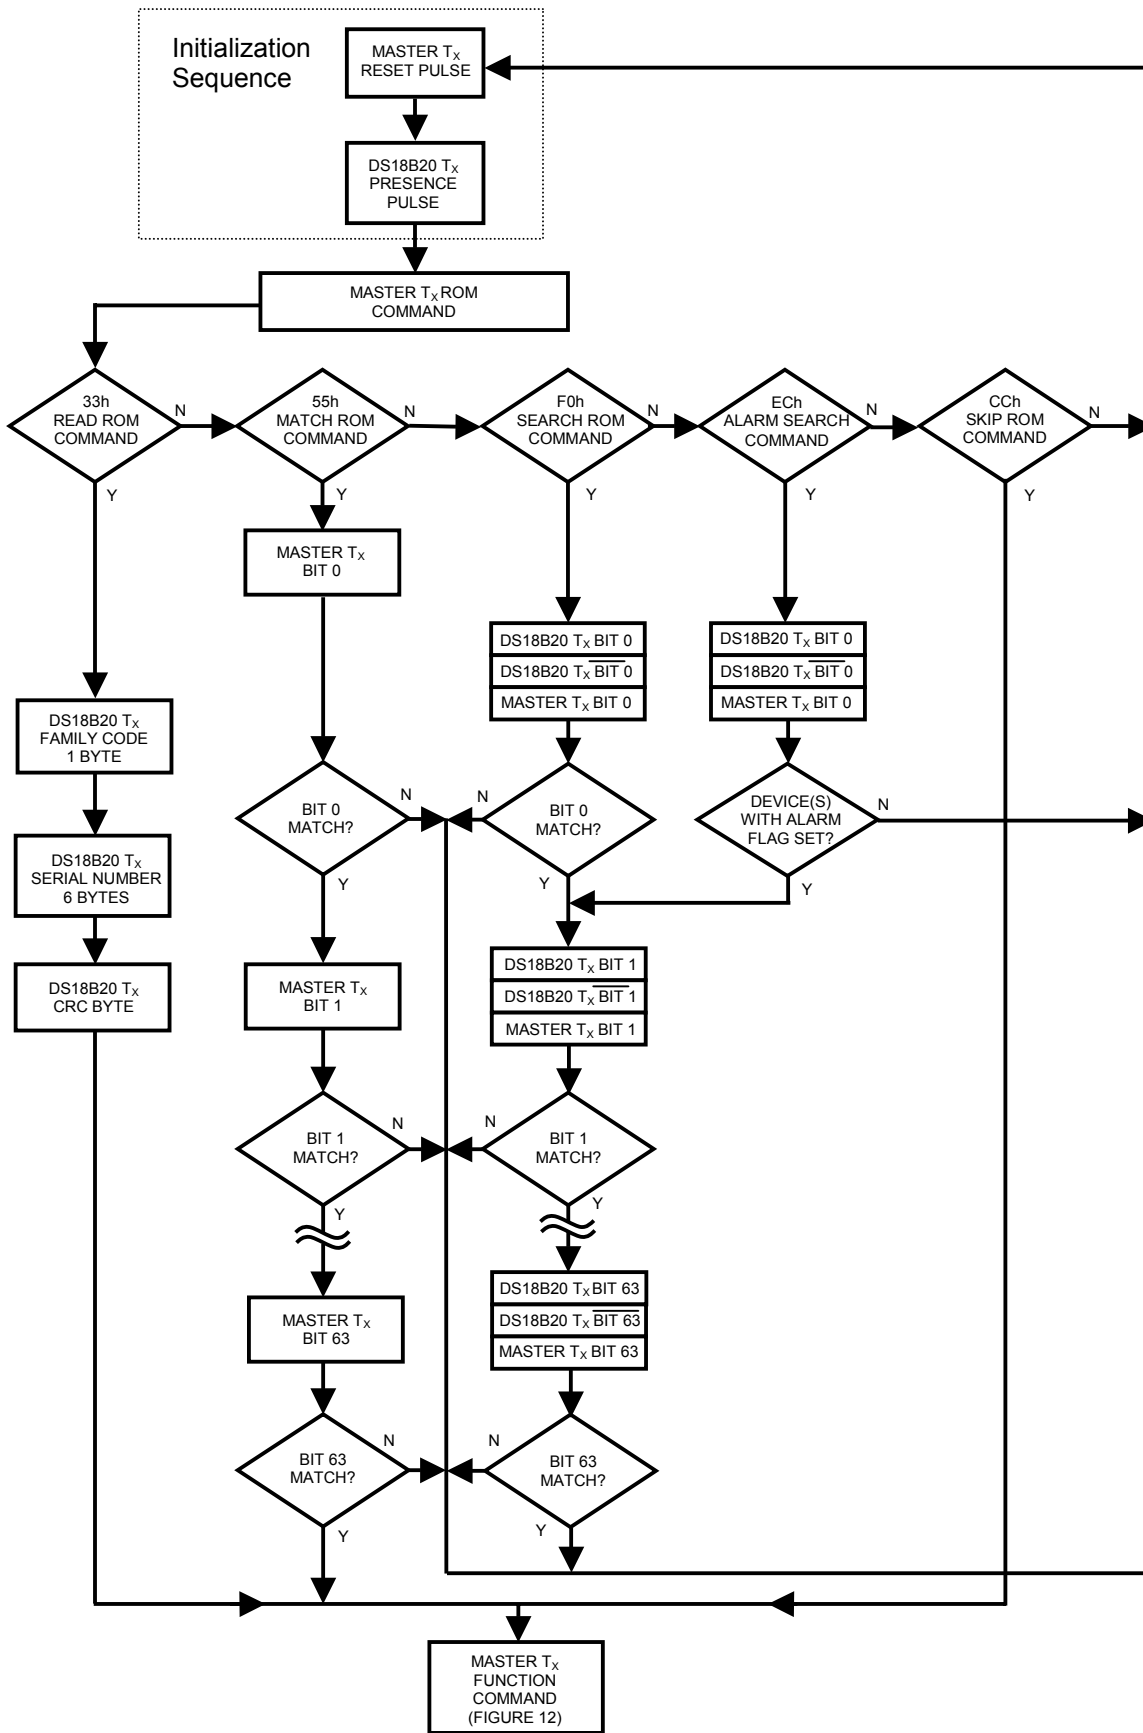 Initialization
Sequence
MASTER TX
RESET PULSE
DS18B20 TX
PRESENCE
PULSE
MASTER TX ROM
COMMAND
33h
READ ROM
COMMAND
N
Y
55h
MATCH ROM
COMMAND
N
Y
F0h
SEARCH ROM
COMMAND
N
Y
ECh
ALARM SEARCH
COMMAND
N
Y
CCh
SKIP ROM
COMMAND
N
Y
MASTER TX
BIT 0
DS18B20 TX BIT 0
DS18B20 TX BIT 0
MASTER TX BIT 0
DS18B20 TX BIT 0
DS18B20 TX BIT 0
MASTER TX BIT 0
DS18B20 TX
FAMILY CODE
1 BYTE
BIT 0
MATCH?
N
Y
N
BIT 0
MATCH?
Y
DEVICE(S)
WITH ALARM
FLAG SET?
N
Y
DS18B20 TX
SERIAL NUMBER
6 BYTES
DS18B20 TX
CRC BYTE
MASTER TX
BIT 1
DS18B20 TX BIT 1
DS18B20 TX BIT 1
MASTER TX BIT 1
BIT 1
MATCH?
N
Y
N
BIT 1
MATCH?
Y
MASTER TX
BIT 63
DS18B20 TX BIT 63
DS18B20 TX BIT 63
MASTER TX BIT 63
BIT 63
MATCH?
N
Y
N
BIT 63
MATCH?
Y
MASTER TX
FUNCTION
COMMAND
(FIGURE 12)